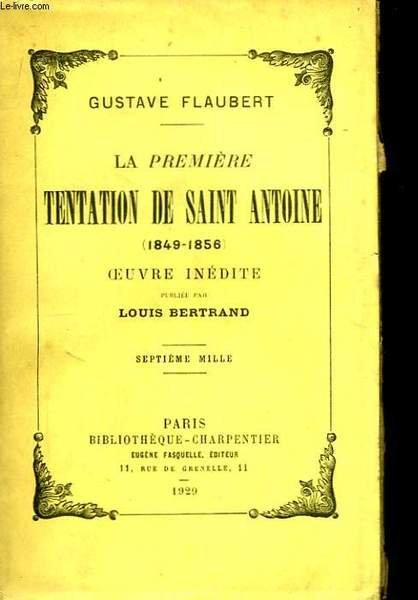 Le-livre.com
GUSTAVE FLAUBERT
LA PREMIÈRE
TENTATION DE SAINT ANTOINE
(1849-1856)
ŒUVRE INÉDITE
PUBLIÉE PAR
LOUIS BERTRAND
SEPTIÈME MILLE
PARIS
BIBLIOTHÈQUE-CHARPENTIER
EUGÈNE FASQUELLE, ÉDITEUR
11, RUE DE GRENELLE, 11
1929